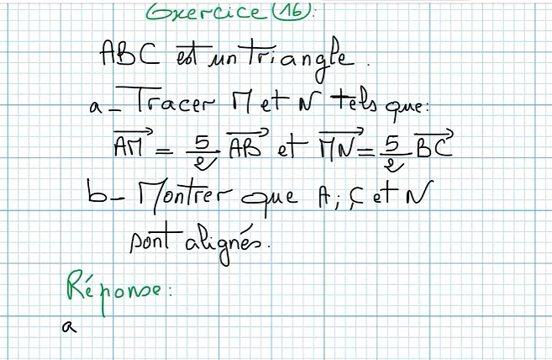 Exercice (16):
ABC est un triangle.
a- Tracer M et N tels que:
AM = 5/2 AB et MN = 5/2 BC
b- Montrer que A; C et N
sont alignés.
Réponse:
a